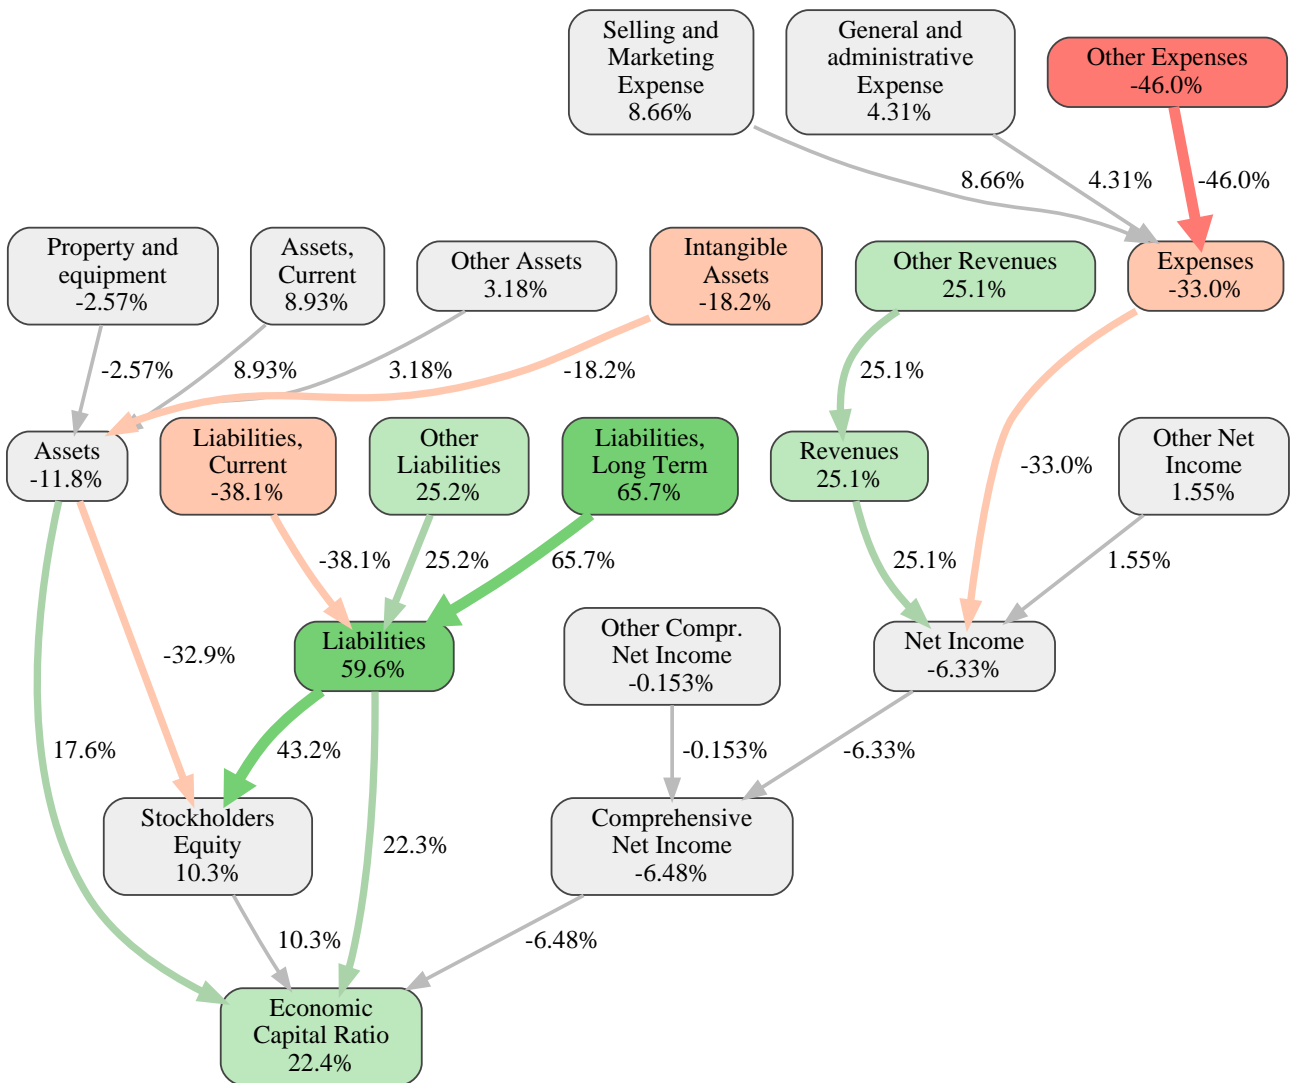 Selling and
Marketing
Expense
8.66%
General and
administrative
Expense
4.31%
Other Expenses
-46.0%
8.66%
4.31%
-46.0%
Property and
equipment
-2.57%
Assets,
Current
8.93%
Other Assets
3.18%
Intangible
Assets
-18.2%
Other Revenues
25.1%
Expenses
-33.0%
-2.57%
8.93%
3.18%
-18.2%
25.1%
Assets
-11.8%
Liabilities,
Current
-38.1%
Other
Liabilities
25.2%
Liabilities,
Long Term
65.7%
Revenues
25.1%
-33.0%
Other Net
Income
1.55%
-38.1%
25.2%
65.7%
25.1%
1.55%
-32.9%
Liabilities
59.6%
Other Compr.
Net Income
-0.153%
Net Income
-6.33%
17.6%
43.2%
-0.153%
-6.33%
Stockholders
Equity
10.3%
22.3%
Comprehensive
Net Income
-6.48%
10.3%
-6.48%
Economic
Capital Ratio
22.4%